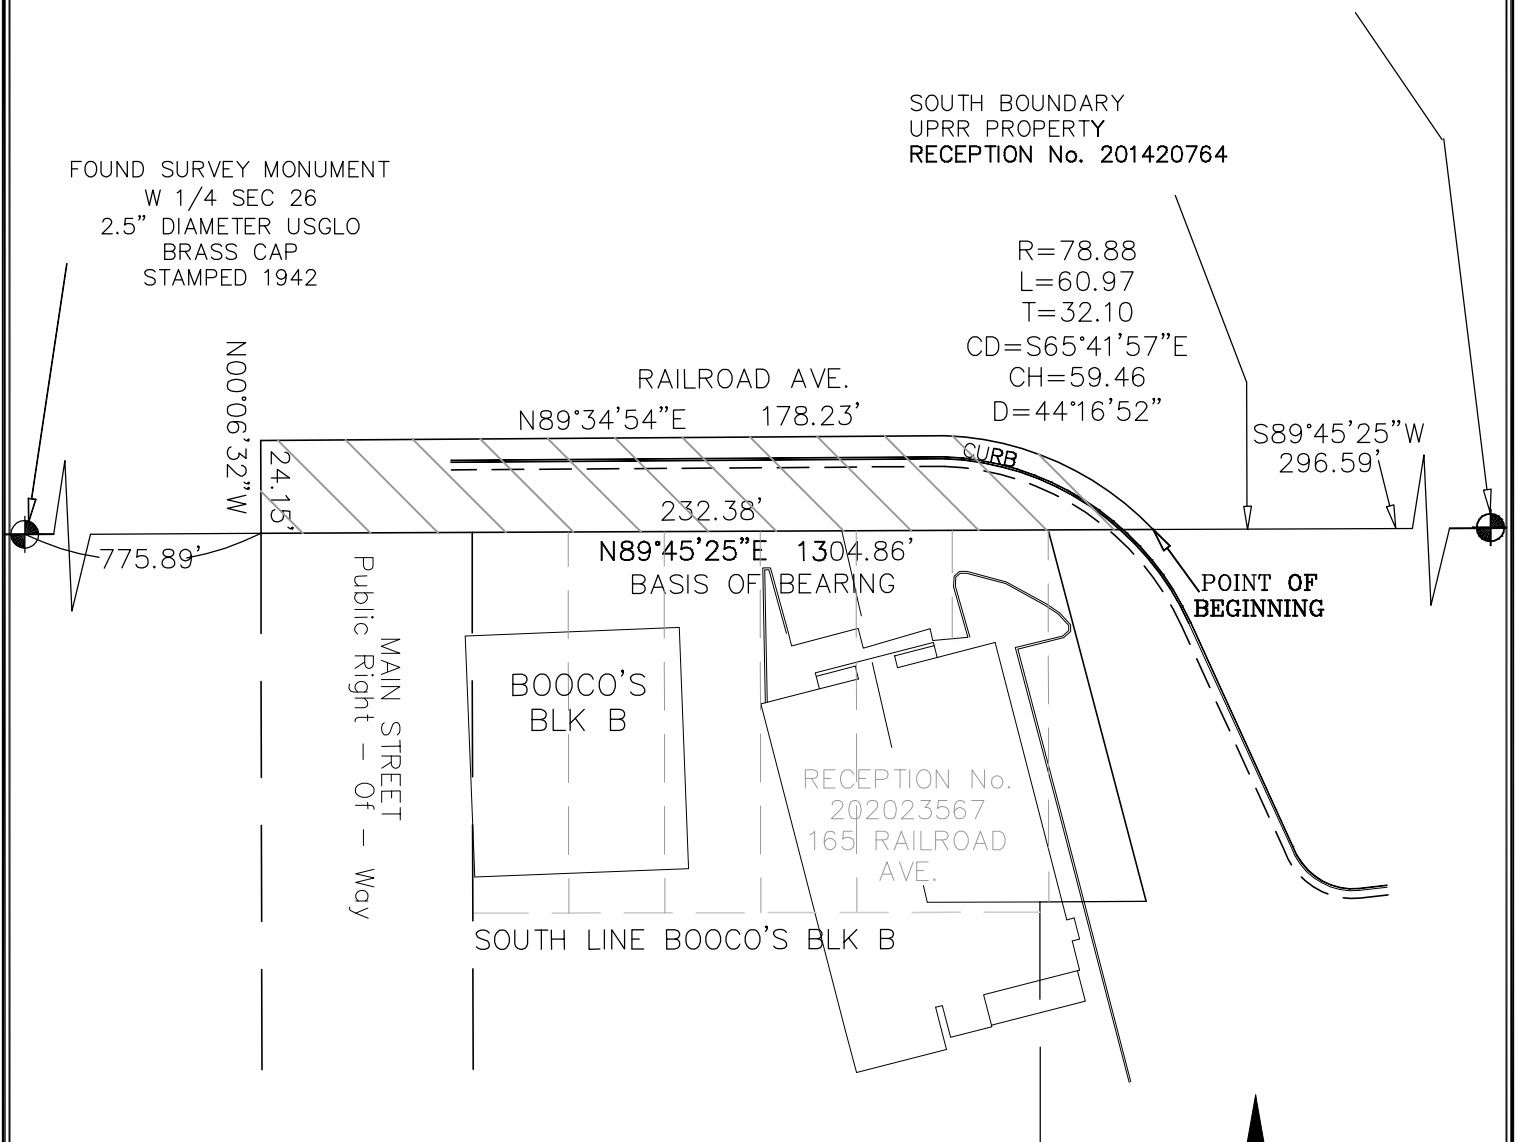 SOUTH BOUNDARY
UPRR PROPERTY
RECEPTION No. 201420764
FOUND SURVEY MONUMENT
W 1/4 SEC 26
2.5" DIAMETER USGLO
BRASS CAP
STAMPED 1942
R=78.88
L=60.97
T=32.10
CD=S65°41'57"E
CH=59.46
D=44°16'52"
N00°06'32"W
24.15'
RAILROAD AVE.
N89°34'54"E 178.23'
S89°45'25"W
296.59'
CURB
232.38'
775.89'
N89°45'25"E 1304.86'
BASIS OF BEARING
POINT OF
BEGINNING
MAIN STREET
Public Right - Of - Way
BOOCO'S
BLK B
RECEPTION No.
202023567
165 RAILROAD
AVE.
SOUTH LINE BOOCO'S BLK B